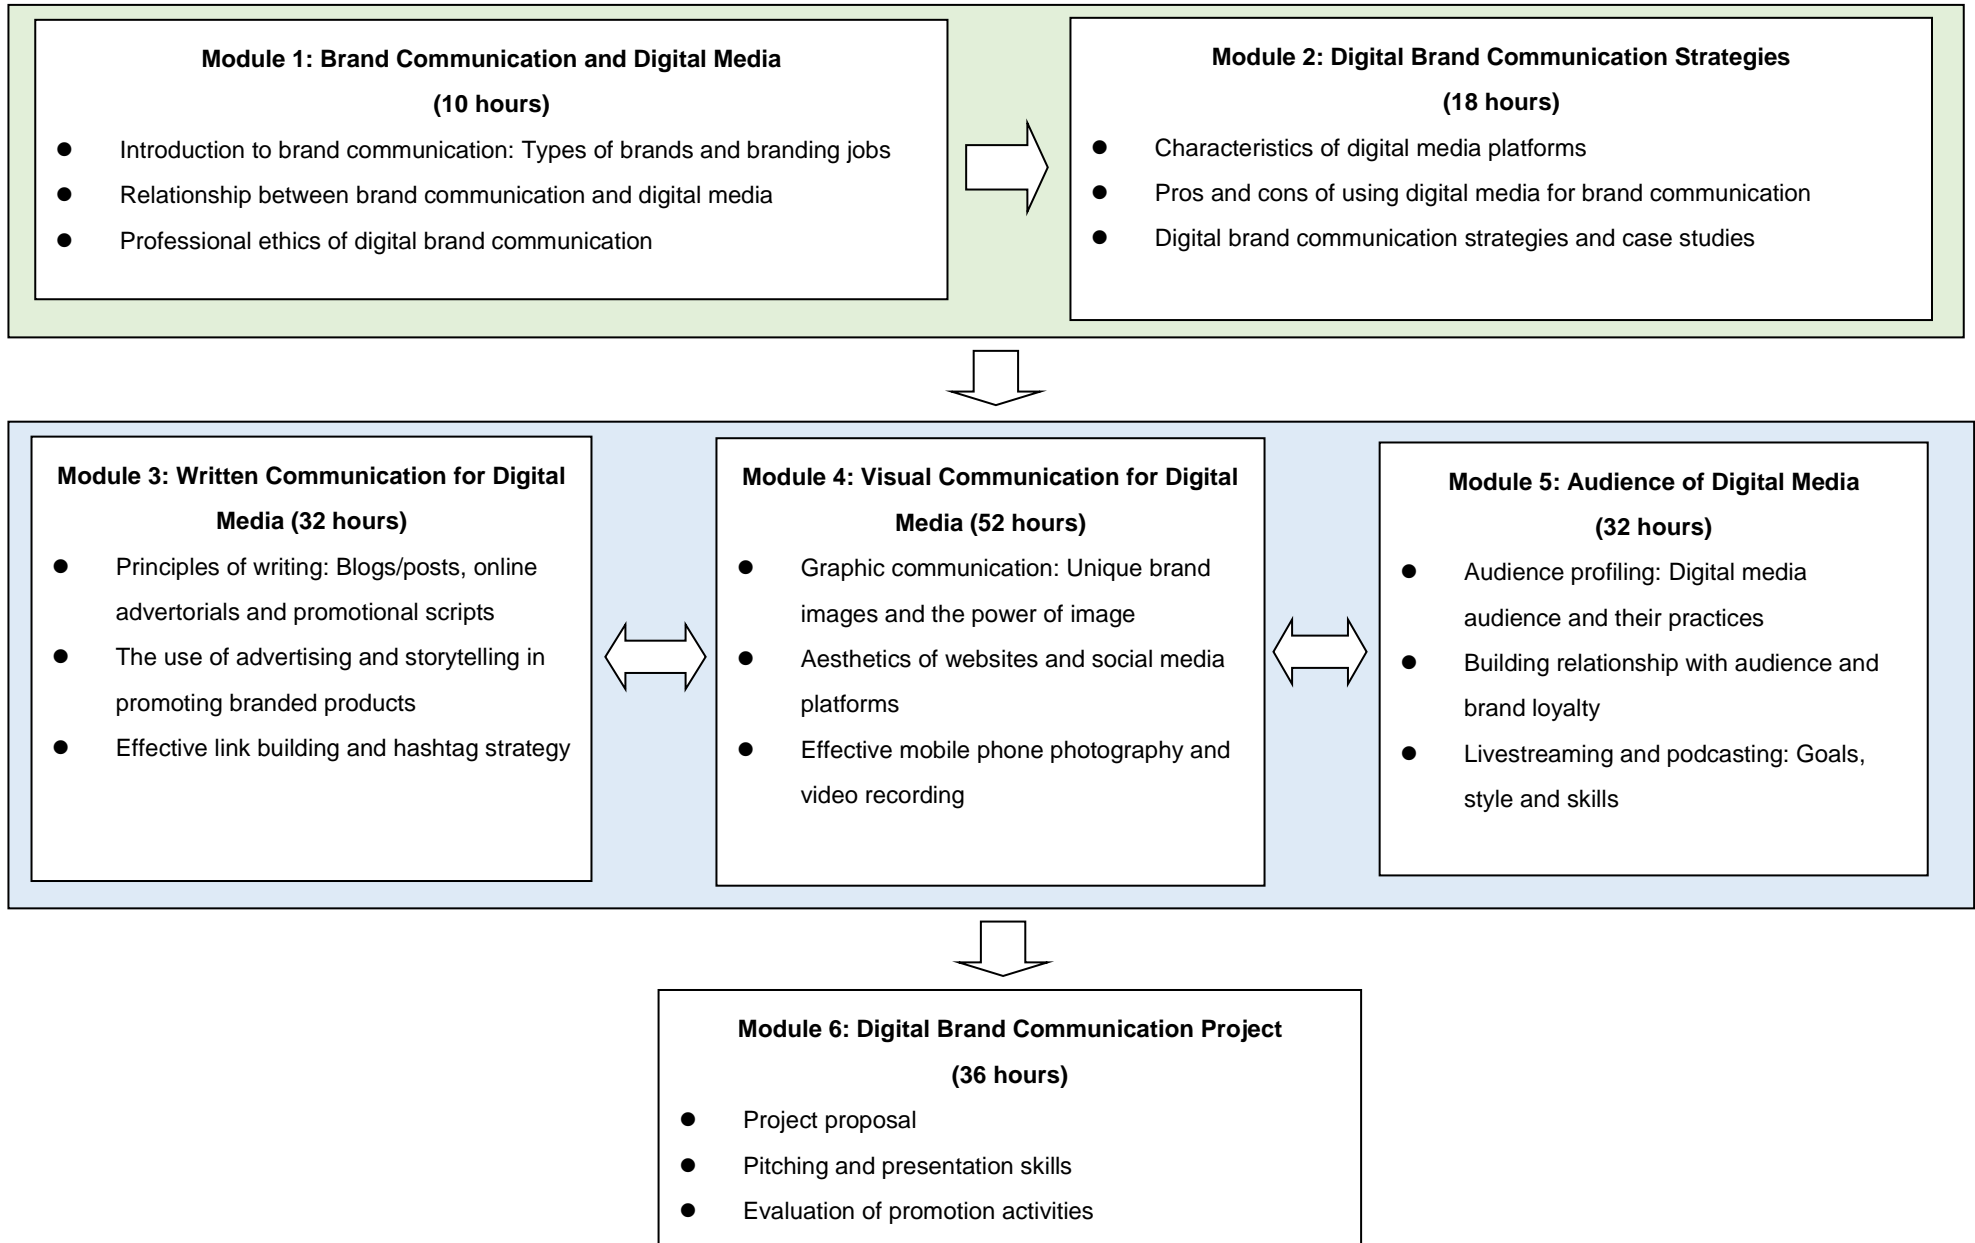 Module 1: Brand Communication and Digital Media
(10 hours)
● Introduction to brand communication: Types of brands and branding jobs
● Relationship between brand communication and digital media
● Professional ethics of digital brand communication
Module 2: Digital Brand Communication Strategies
(18 hours)
● Characteristics of digital media platforms
● Pros and cons of using digital media for brand communication
● Digital brand communication strategies and case studies
Module 3: Written Communication for Digital
Media (32 hours)
● Principles of writing: Blogs/posts, online
advertorials and promotional scripts
● The use of advertising and storytelling in
promoting branded products
● Effective link building and hashtag strategy
Module 4: Visual Communication for Digital
Media (52 hours)
● Graphic communication: Unique brand
images and the power of image
● Aesthetics of websites and social media
platforms
● Effective mobile phone photography and
video recording
Module 5: Audience of Digital Media
(32 hours)
● Audience profiling: Digital media
audience and their practices
● Building relationship with audience and
brand loyalty
● Livestreaming and podcasting: Goals,
style and skills
Module 6: Digital Brand Communication Project
(36 hours)
● Project proposal
● Pitching and presentation skills
● Evaluation of promotion activities